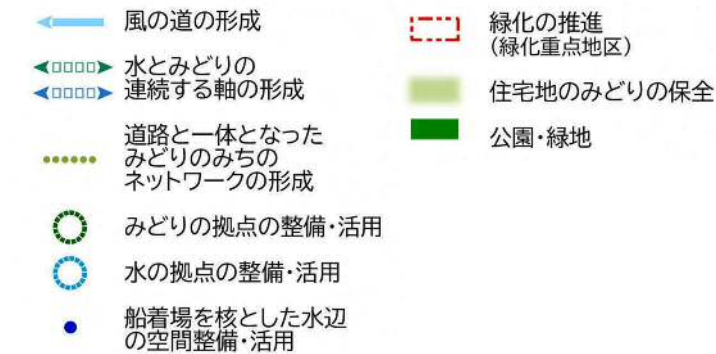 風の道の形成
水とみどりの
連続する軸の形成
道路と一体となった
みどりのみちの
ネットワークの形成
みどりの拠点の整備・活用
水の拠点の整備・活用
船着場を核とした水辺
の空間整備・活用
緑化の推進
(緑化重点地区)
住宅地のみどりの保全
公園・緑地